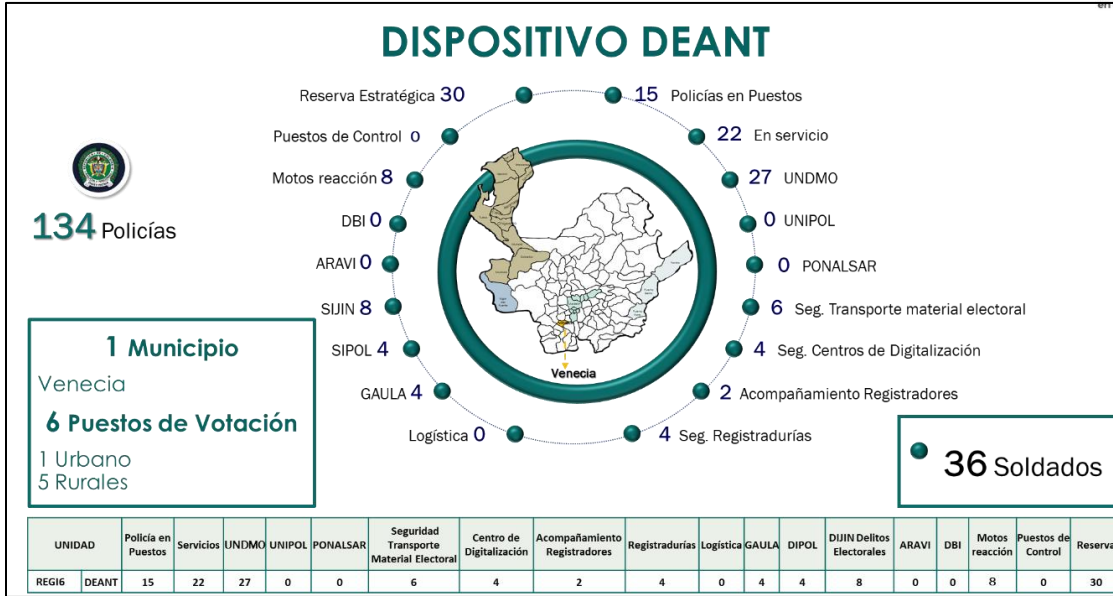 en
DISPOSITIVO DEANT
Reserva Estratégica 30
15 Policías en Puestos
Puestos de Control 0
22 En servicio
Motos reacción 8
27 UNDMO
DBI 0
0 UNIPOL
ARAVI 0
0 PONALSAR
SIJIN 8
6 Seg. Transporte material electoral
SIPOL 4
4 Seg. Centros de Digitalización
GAULA 4
2 Acompañamiento Registradores
Logística 0
4 Seg. Registradurías
Venecia
134 Policías
1 Municipio
Venecia
6 Puestos de Votación
1 Urbano
5 Rurales
36 Soldados
UNIDAD Policía en Puestos Servicios UNDMO UNIPOL PONALSAR Seguridad Transporte Material Electoral Centro de Digitalización Acompañamiento Registradores Registradurías Logística GAULA DIPOL DIJIN Delitos Electorales ARAVI DBI Motos reacción Puestos de Control Reserva
REGI6 DEANT 15 22 27 0 0 6 4 2 4 0 4 4 8 0 0 8 0 30